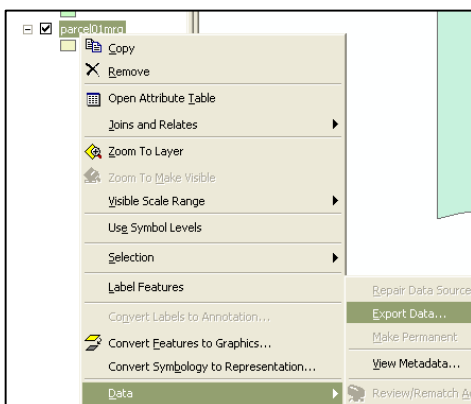 parcel01mrg
Copy
Remove
Open Attribute Table
Joins and Relates
Zoom To Layer
Zoom To Make Visible
Visible Scale Range
Use Symbol Levels
Selection
Label Features
Convert Labels to Annotation...
Convert Features to Graphics...
Convert Symbology to Representation...
Data
Repair Data Source
Export Data...
Make Permanent
View Metadata...
Review/Rematch